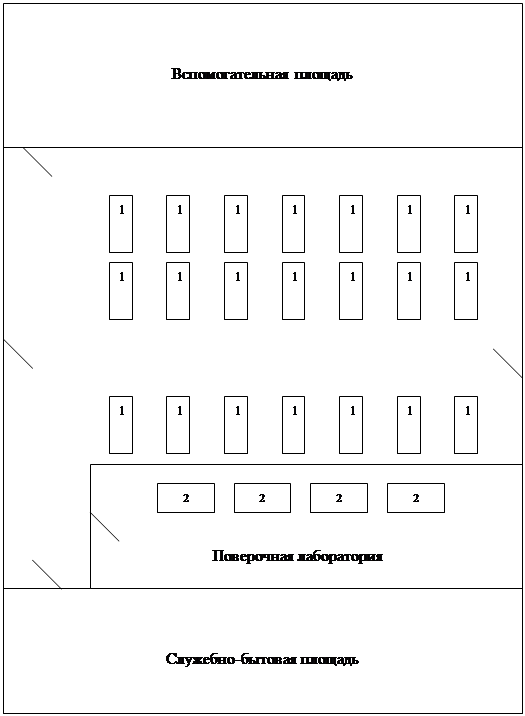 Вспомогательная площадь
1 1 1 1 1 1 1
1 1 1 1 1 1 1
1 1 1 1 1 1 1
2 2 2 2
Поверочная лаборатория
Служебно-бытовая площадь